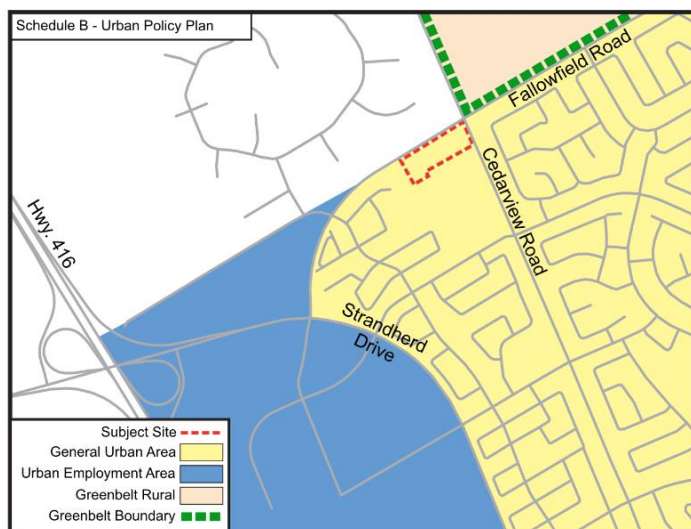 Schedule B - Urban Policy Plan
Fallowfield Road
Cedarview Road
Hwy. 416
Strandherd
Drive
Subject Site
General Urban Area
Urban Employment Area
Greenbelt Rural
Greenbelt Boundary